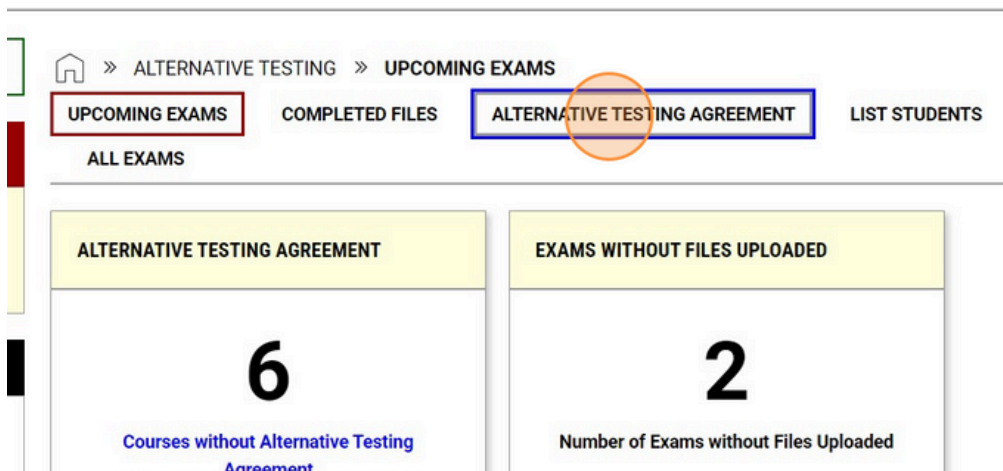 » ALTERNATIVE TESTING » UPCOMING EXAMS
UPCOMING EXAMS COMPLETED FILES ALTERNATIVE TESTING AGREEMENT LIST STUDENTS
ALL EXAMS
ALTERNATIVE TESTING AGREEMENT
6
Courses without Alternative Testing
Agreement
EXAMS WITHOUT FILES UPLOADED
2
Number of Exams without Files Uploaded